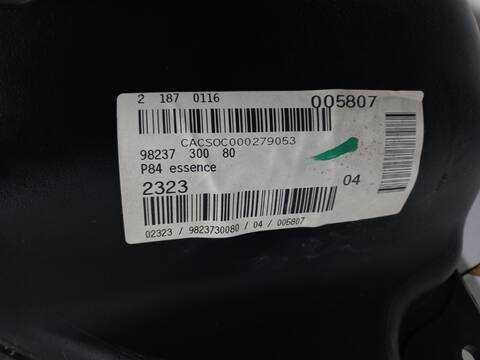 2 187 0116
005807
CACSOC000279053
98237 300 80
P84 essence
2323
04
02323 / 9823730080 / 04 / 005807